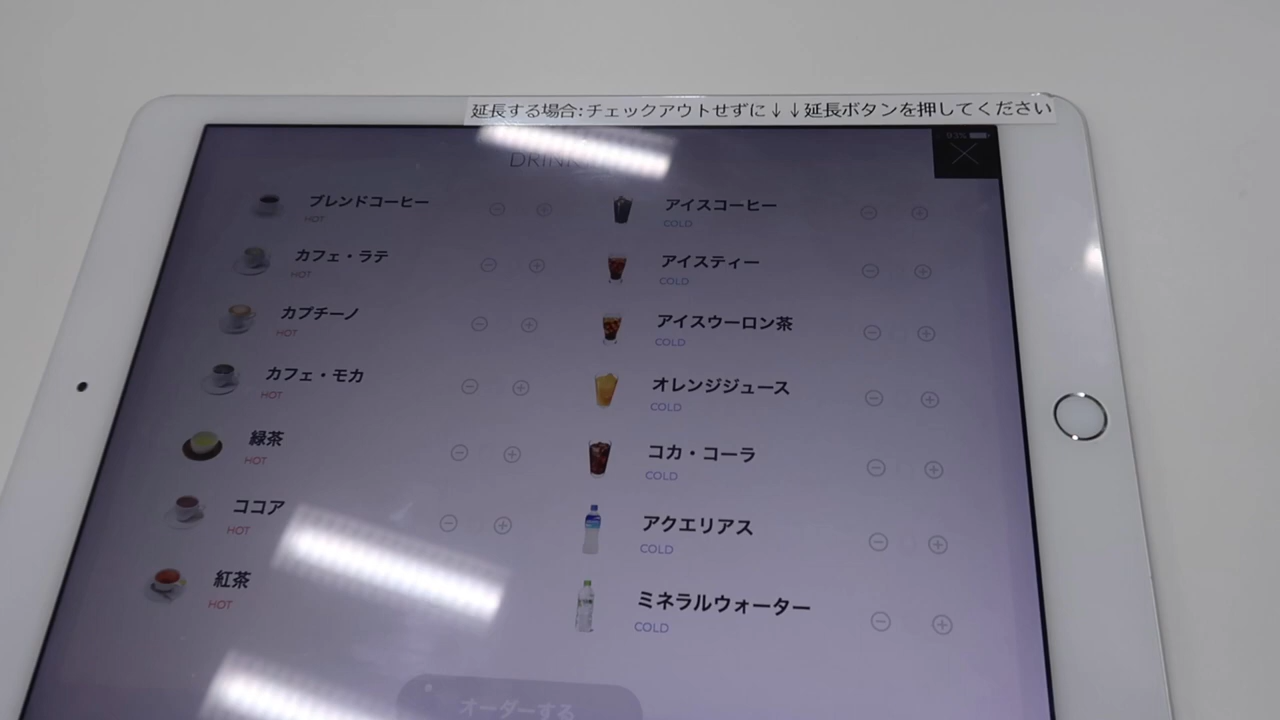 延長する場合:チェックアウトせずに↓↓延長ボタンを押してください
93%
DRINK
ブレンドコーヒー
HOT
アイスコーヒー
COLD
カフェ・ラテ
HOT
アイスティー
COLD
カプチーノ
HOT
アイスウーロン茶
COLD
カフェ・モカ
HOT
オレンジジュース
COLD
緑茶
HOT
コカ・コーラ
COLD
ココア
HOT
アクエリアス
COLD
紅茶
HOT
ミネラルウォーター
COLD
オーダーする